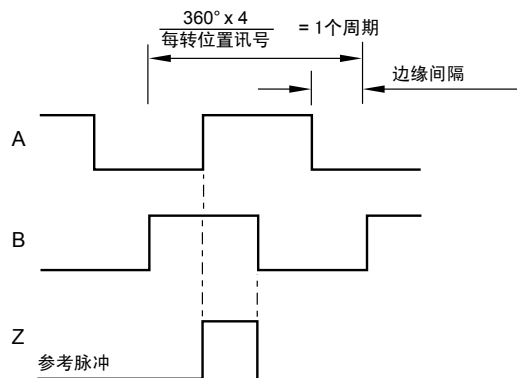 360° x 4
每转位置讯号
= 1个周期
边缘间隔
A
B
Z
参考脉冲